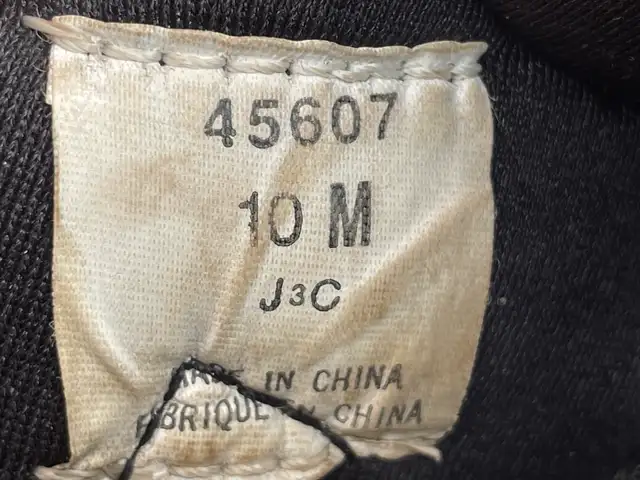 45607
10 M
J3C
MADE IN CHINA
FABRIQUE EN CHINA